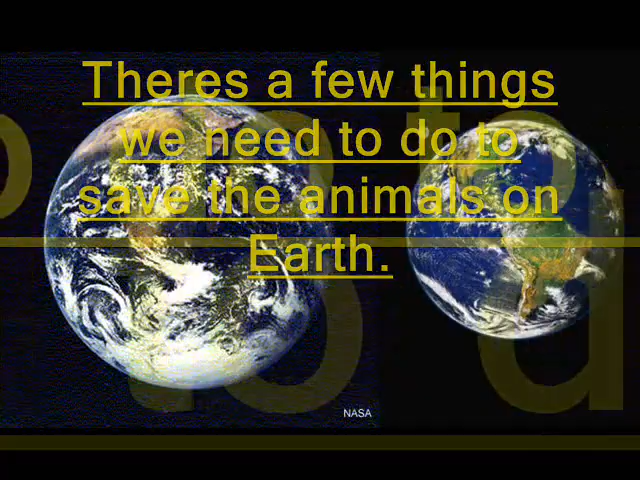 Theres a few things
we need to do to
save the animals on
Earth.
NASA